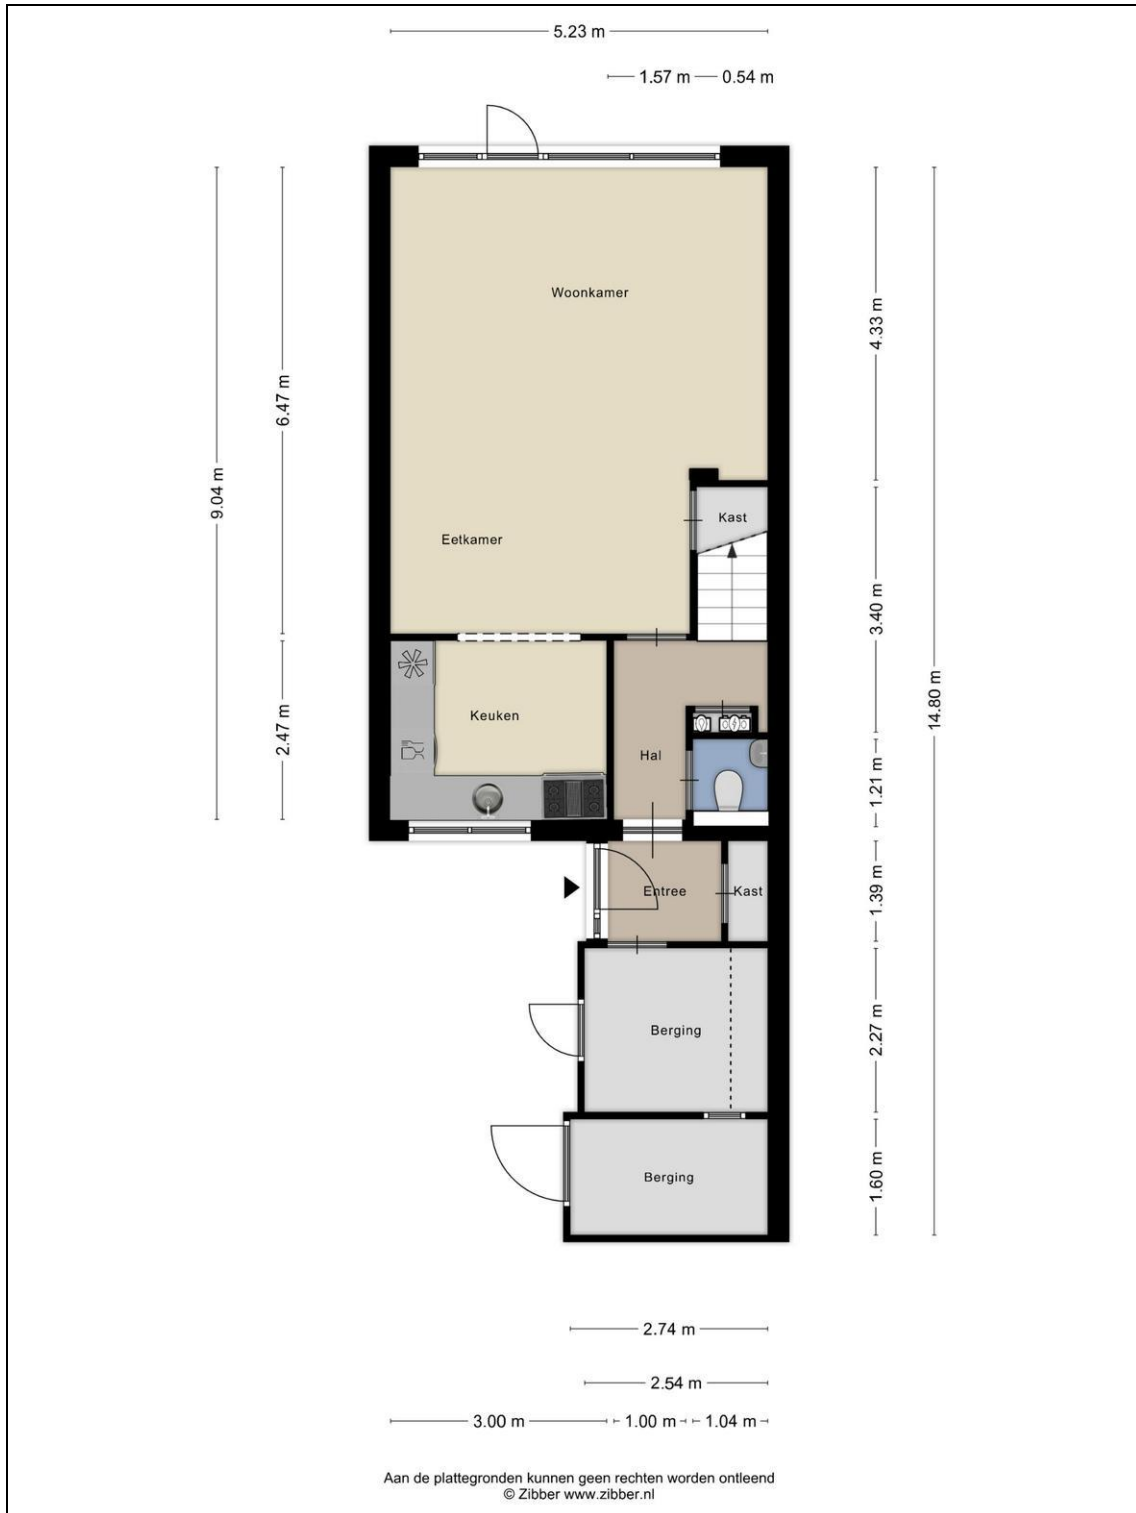 5.23 m
1.57 m
0.54 m
Woonkamer
4.33 m
6.47 m
9.04 m
Kast
Eetkamer
3.40 m
14.80 m
Keuken
2.47 m
Hal
1.21 m
Entree
Kast
1.39 m
Berging
2.27 m
Berging
1.60 m
2.74 m
2.54 m
3.00 m
1.00 m
1.04 m
Aan de plattegronden kunnen geen rechten worden ontleend
© Zibber www.zibber.nl